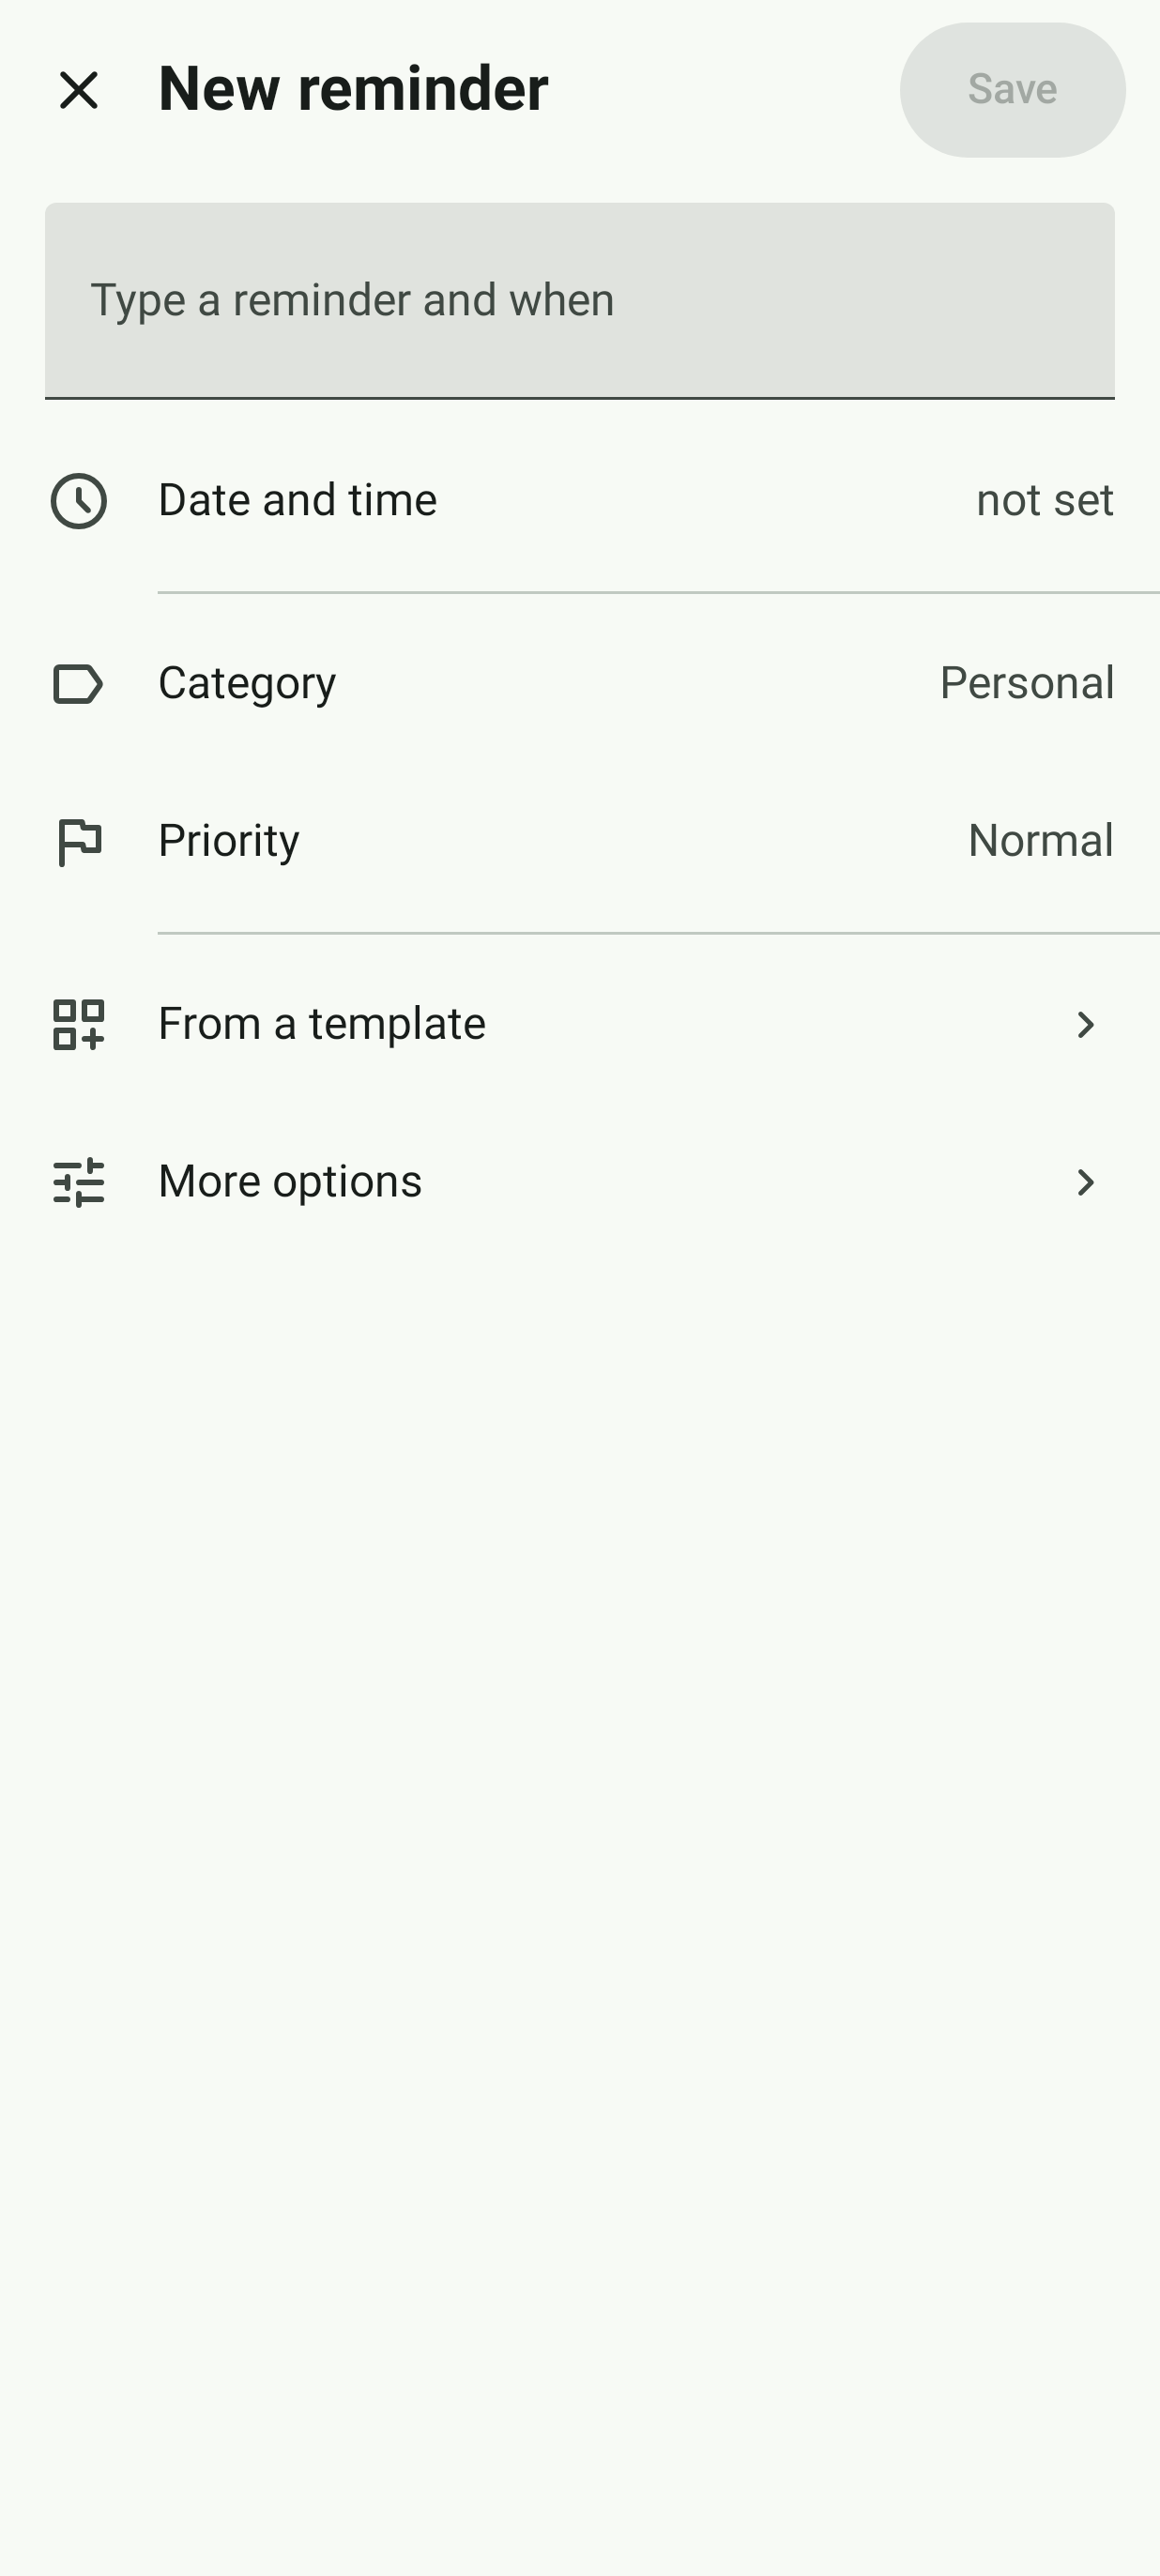 New reminder
Save
Type a reminder and when
Date and time
not set
Category
Personal
Priority
Normal
From a template
More options